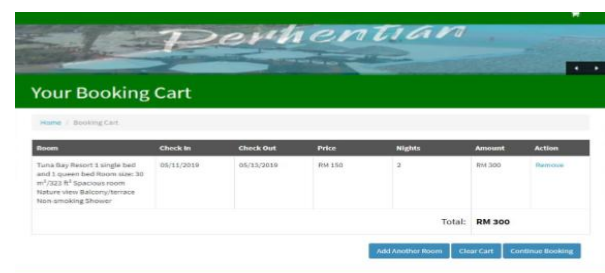 Perhentian
Your Booking Cart
Home / Booking Cart
Room Check In Check Out Price Nights Amount Action
Tuna Bay Resort 1 single bed 05/11/2019 05/13/2019 RM 150 2 RM 300 Remove
and 1 queen bed Room size: 30
m²/323 ft² Spacious room
Nature view Balcony/terrace
Non-smoking Shower
Total: RM 300
Add Another Room Clear Cart Continue Booking